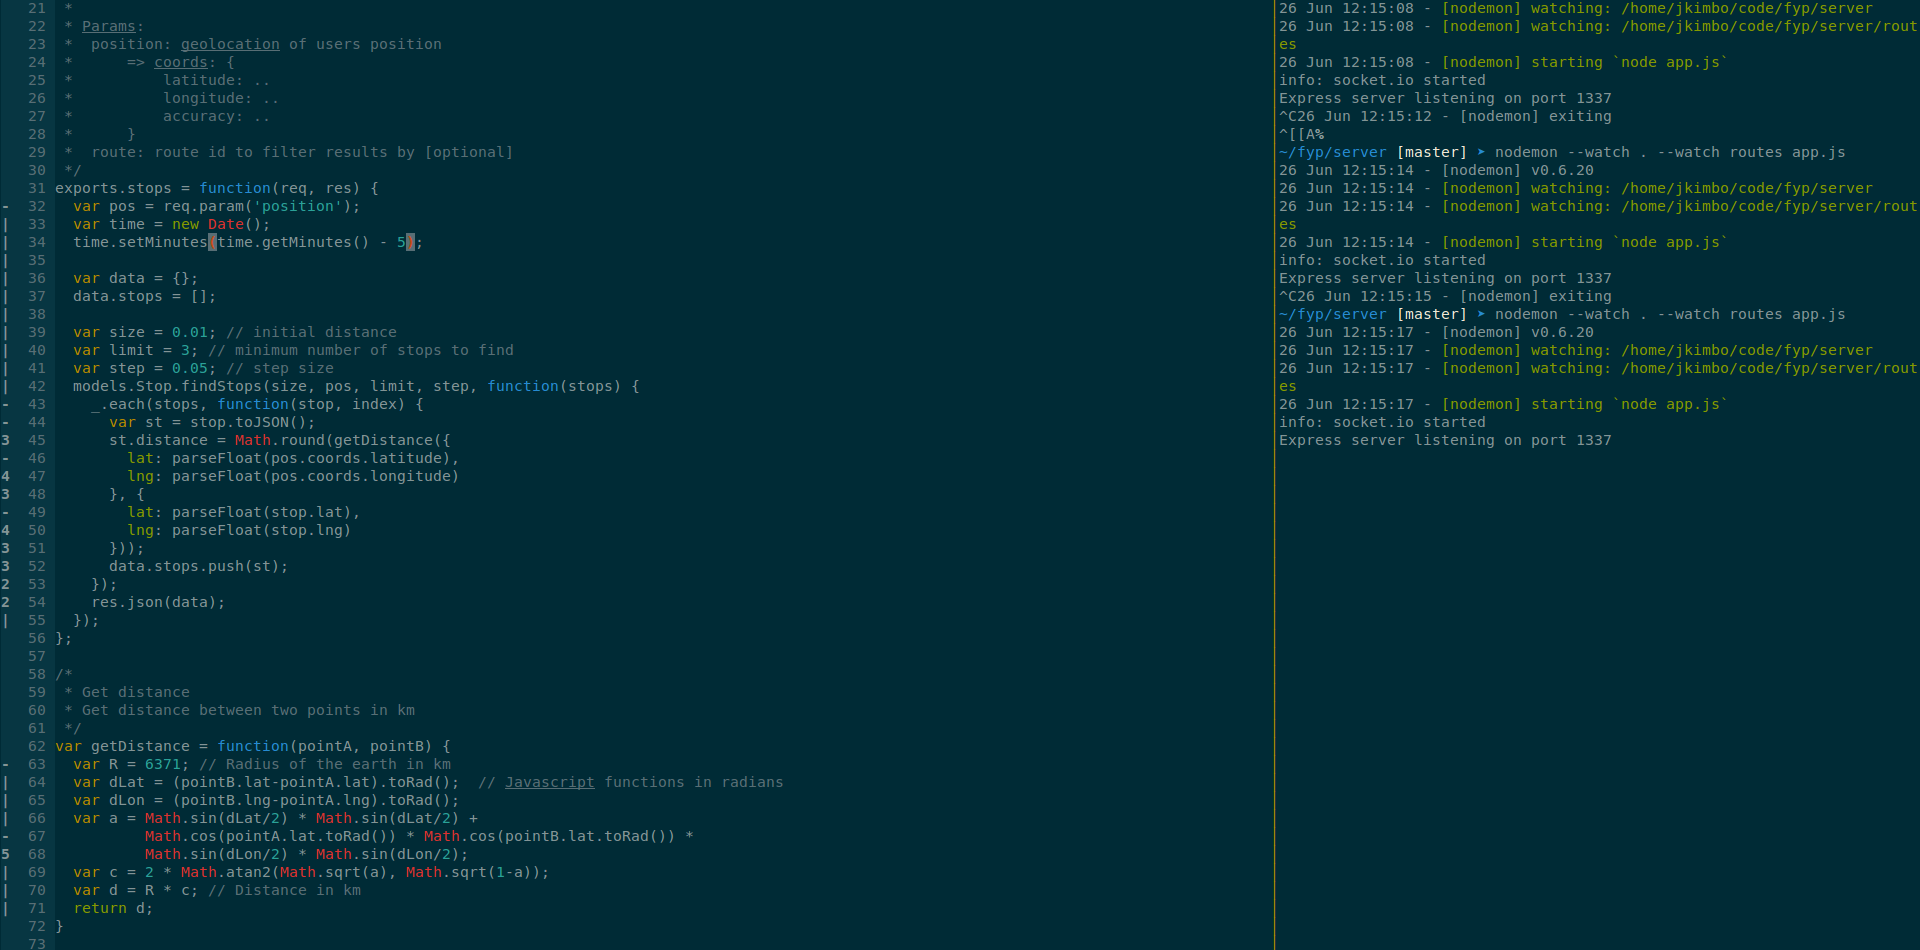 21  *
22  * Params:
23  *  position: geolocation of users position
24  *      => coords: {
25  *          latitude: ..
26  *          longitude: ..
27  *          accuracy: ..
28  *      }
29  *  route: route id to filter results by [optional]
30  */
31 exports.stops = function(req, res) {
- 32   var pos = req.param('position');
| 33   var time = new Date();
| 34   time.setMinutes(time.getMinutes() - 5);
| 35
| 36   var data = {};
| 37   data.stops = [];
| 38
| 39   var size = 0.01; // initial distance
| 40   var limit = 3; // minimum number of stops to find
| 41   var step = 0.05; // step size
| 42   models.Stop.findStops(size, pos, limit, step, function(stops) {
- 43     _.each(stops, function(stop, index) {
- 44       var st = stop.toJSON();
3 45       st.distance = Math.round(getDistance({
- 46         lat: parseFloat(pos.coords.latitude),
4 47         lng: parseFloat(pos.coords.longitude)
3 48       }, {
- 49         lat: parseFloat(stop.lat),
4 50         lng: parseFloat(stop.lng)
3 51       }));
3 52       data.stops.push(st);
2 53     });
2 54     res.json(data);
| 55   });
56 };
57
58 /*
59  * Get distance
60  * Get distance between two points in km
61  */
62 var getDistance = function(pointA, pointB) {
- 63   var R = 6371; // Radius of the earth in km
| 64   var dLat = (pointB.lat-pointA.lat).toRad();  // Javascript functions in radians
| 65   var dLon = (pointB.lng-pointA.lng).toRad();
| 66   var a = Math.sin(dLat/2) * Math.sin(dLat/2) +
- 67           Math.cos(pointA.lat.toRad()) * Math.cos(pointB.lat.toRad()) *
5 68           Math.sin(dLon/2) * Math.sin(dLon/2);
| 69   var c = 2 * Math.atan2(Math.sqrt(a), Math.sqrt(1-a));
| 70   var d = R * c; // Distance in km
| 71   return d;
72 }
73
26 Jun 12:15:08 - [nodemon] watching: /home/jkimbo/code/fyp/server
26 Jun 12:15:08 - [nodemon] watching: /home/jkimbo/code/fyp/server/rout
es
26 Jun 12:15:08 - [nodemon] starting `node app.js`
info: socket.io started
Express server listening on port 1337
^C26 Jun 12:15:12 - [nodemon] exiting
^[[A%
~/fyp/server [master] ➤ nodemon --watch . --watch routes app.js
26 Jun 12:15:14 - [nodemon] v0.6.20
26 Jun 12:15:14 - [nodemon] watching: /home/jkimbo/code/fyp/server
26 Jun 12:15:14 - [nodemon] watching: /home/jkimbo/code/fyp/server/rout
es
26 Jun 12:15:14 - [nodemon] starting `node app.js`
info: socket.io started
Express server listening on port 1337
^C26 Jun 12:15:15 - [nodemon] exiting
~/fyp/server [master] ➤ nodemon --watch . --watch routes app.js
26 Jun 12:15:17 - [nodemon] v0.6.20
26 Jun 12:15:17 - [nodemon] watching: /home/jkimbo/code/fyp/server
26 Jun 12:15:17 - [nodemon] watching: /home/jkimbo/code/fyp/server/rout
es
26 Jun 12:15:17 - [nodemon] starting `node app.js`
info: socket.io started
Express server listening on port 1337